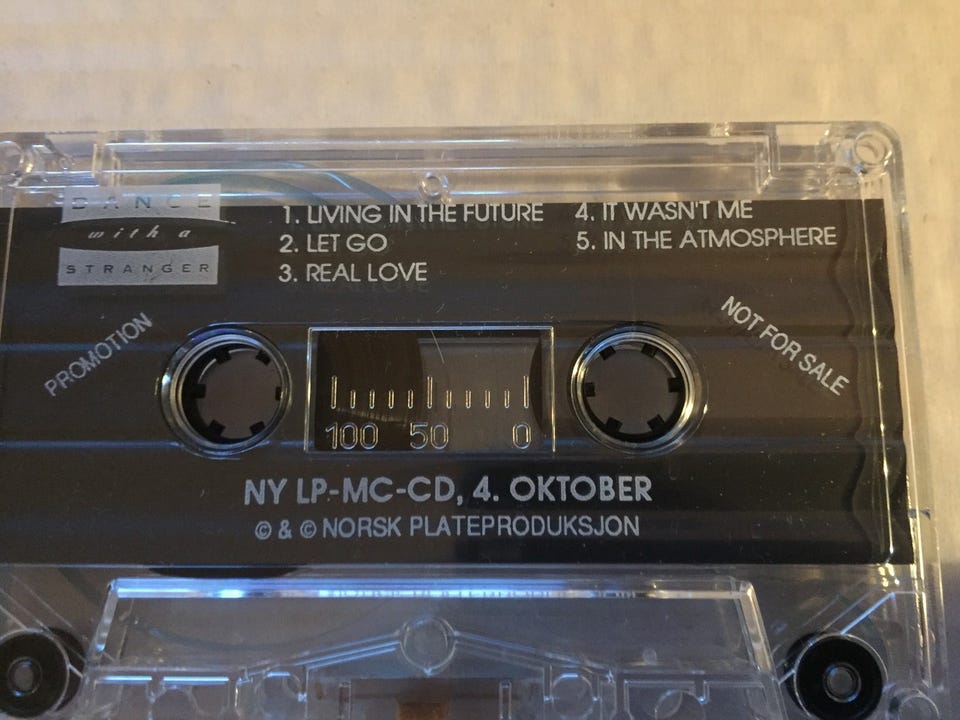 DANCE
with a
STRANGER
1. LIVING IN THE FUTURE
2. LET GO
3. REAL LOVE
4. IT WASN'T ME
5. IN THE ATMOSPHERE
PROMOTION
NOT FOR SALE
100 50 0
NY LP-MC-CD, 4. OKTOBER
© & © NORSK PLATEPRODUKSJON